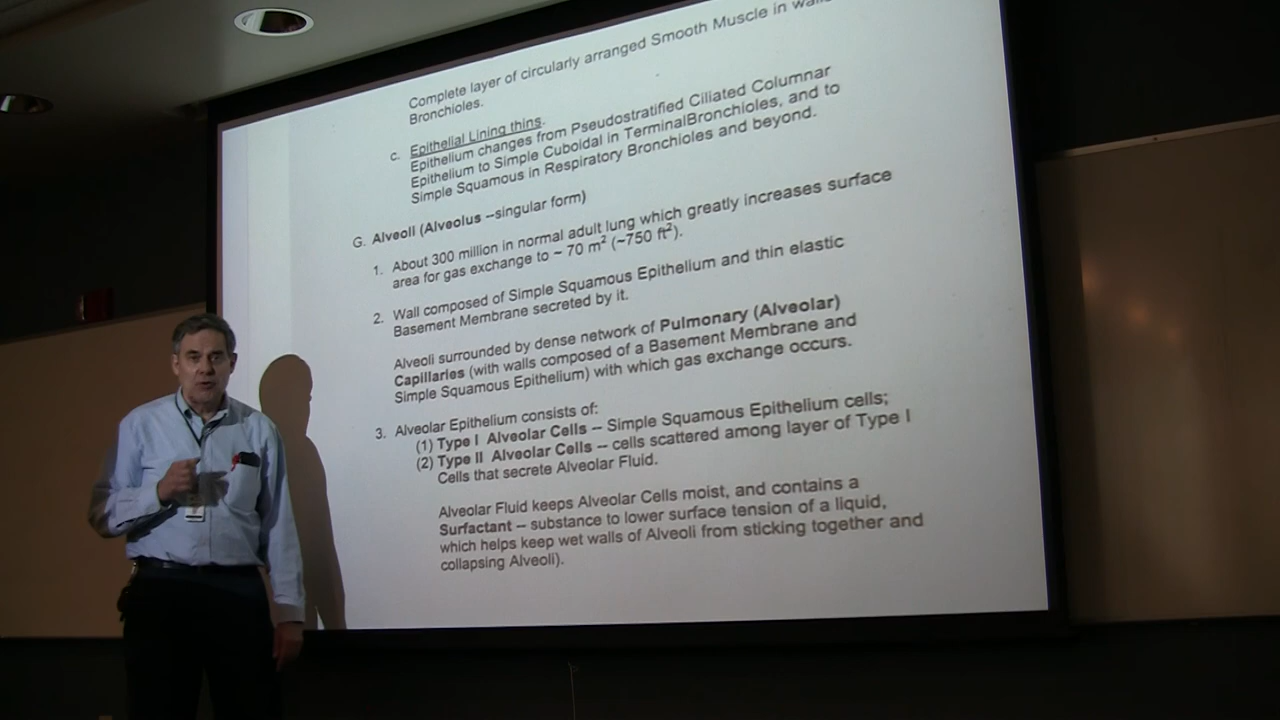 Complete layer of circularly arranged Smooth Muscle in walls
Bronchioles.
c. Epithelial Lining thins.
Epithelium changes from Pseudostratified Ciliated Columnar
Epithelium to Simple Cuboidal in TerminalBronchioles, and to
Simple Squamous in Respiratory Bronchioles and beyond.
G. Alveoli (Alveolus --singular form)
1. About 300 million in normal adult lung which greatly increases surface
area for gas exchange to ~ 70 m² (~750 ft²).
2. Wall composed of Simple Squamous Epithelium and thin elastic
Basement Membrane secreted by it.
Alveoli surrounded by dense network of Pulmonary (Alveolar)
Capillaries (with walls composed of a Basement Membrane and
Simple Squamous Epithelium) with which gas exchange occurs.
3. Alveolar Epithelium consists of:
(1) Type I Alveolar Cells -- Simple Squamous Epithelium cells;
(2) Type II Alveolar Cells -- cells scattered among layer of Type I
Cells that secrete Alveolar Fluid.
Alveolar Fluid keeps Alveolar Cells moist, and contains a
Surfactant -- substance to lower surface tension of a liquid,
which helps keep wet walls of Alveoli from sticking together and
collapsing Alveoli).